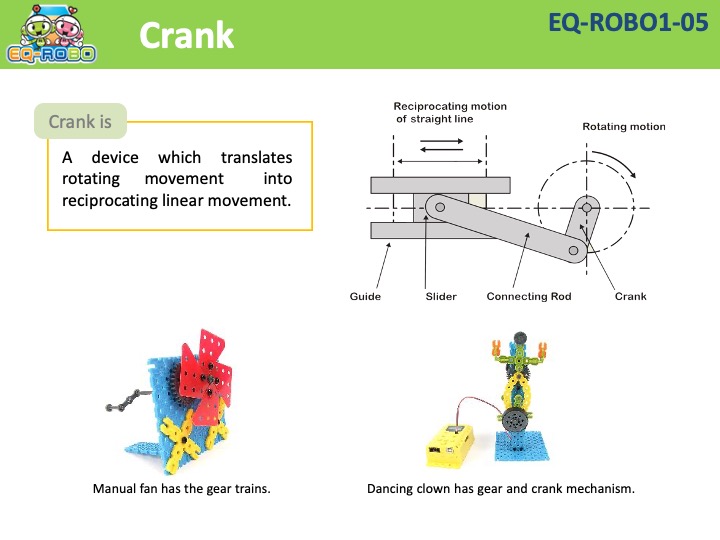 EQ-ROBO
Crank
EQ-ROBO1-05
Crank is
A device which translates
rotating movement into
reciprocating linear movement.
Reciprocating motion
of straight line
Rotating motion
Guide
Slider
Connecting Rod
Crank
Manual fan has the gear trains.
Dancing clown has gear and crank mechanism.